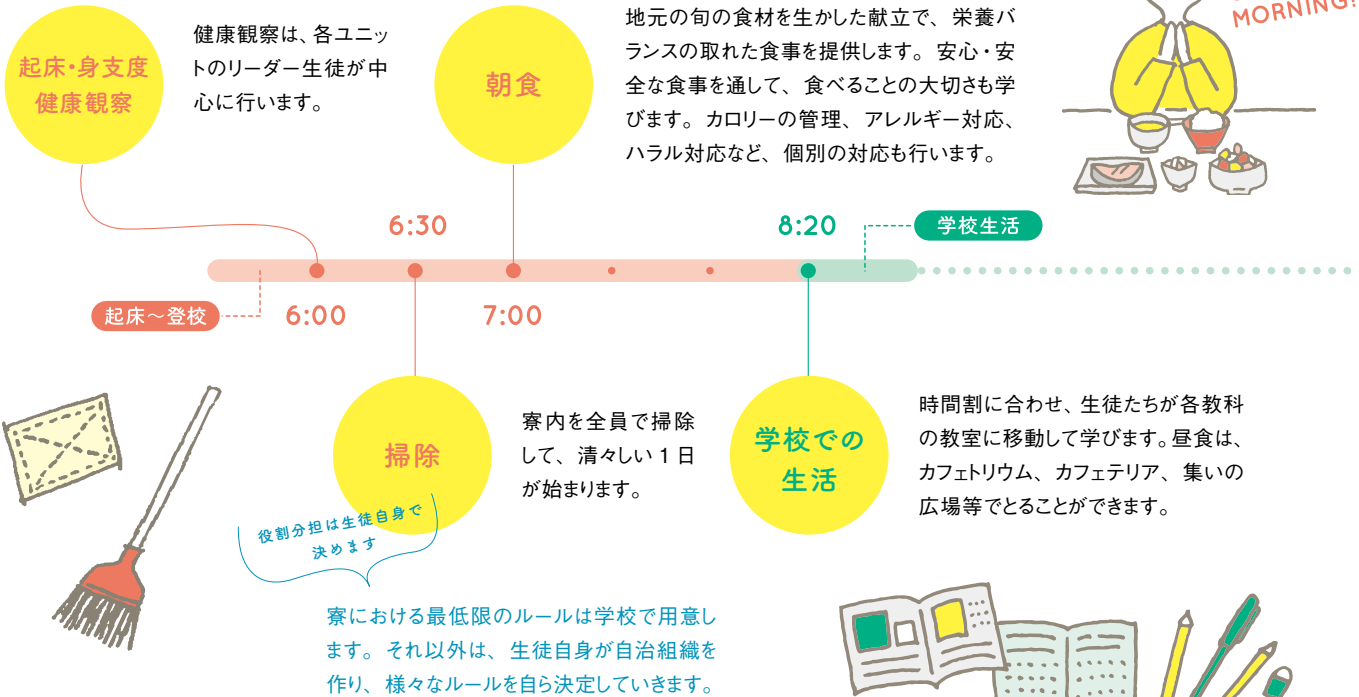 起床・身支度
健康観察
健康観察は、各ユニッ
トのリーダー生徒が中
心に行います。
朝食
地元の旬の食材を生かした献立で、栄養バ
ランスの取れた食事を提供します。安心・安
全な食事を通して、食べることの大切さも学
びます。カロリーの管理、アレルギー対応、
ハラル対応など、個別の対応も行います。
MORNING!
6:30
8:20
学校生活
起床〜登校
6:00
7:00
掃除
寮内を全員で掃除
して、清々しい 1 日
が始まります。
役割分担は生徒自身で
決めます
寮における最低限のルールは学校で用意し
ます。それ以外は、生徒自身が自治組織を
作り、様々なルールを自ら決定していきます。
学校での
生活
時間割に合わせ、生徒たちが各教科
の教室に移動して学びます。昼食は、
カフェトリウム、カフェテリア、集いの
広場等でとることができます。